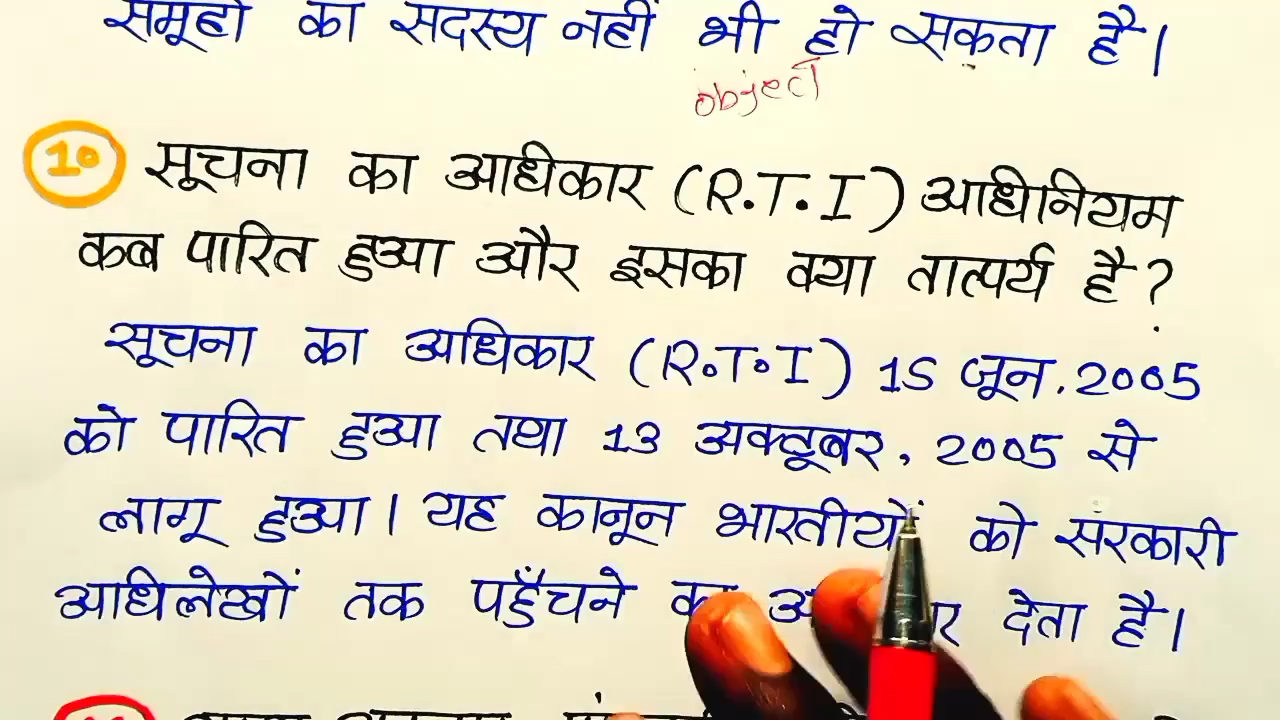 समूहों का सदस्य नहीं भी हो सकता है।
object
10 सूचना का अधिकार (R.T.I) अधिनियम
कब पारित हुआ और इसका क्या तात्पर्य है?
सूचना का अधिकार (R.T.I) 15 जून, 2005
को पारित हुआ तथा 13 अक्टूबर, 2005 से
लागू हुआ। यह कानून भारतीयों को सरकारी
अभिलेखों तक पहुँचने का देता है।